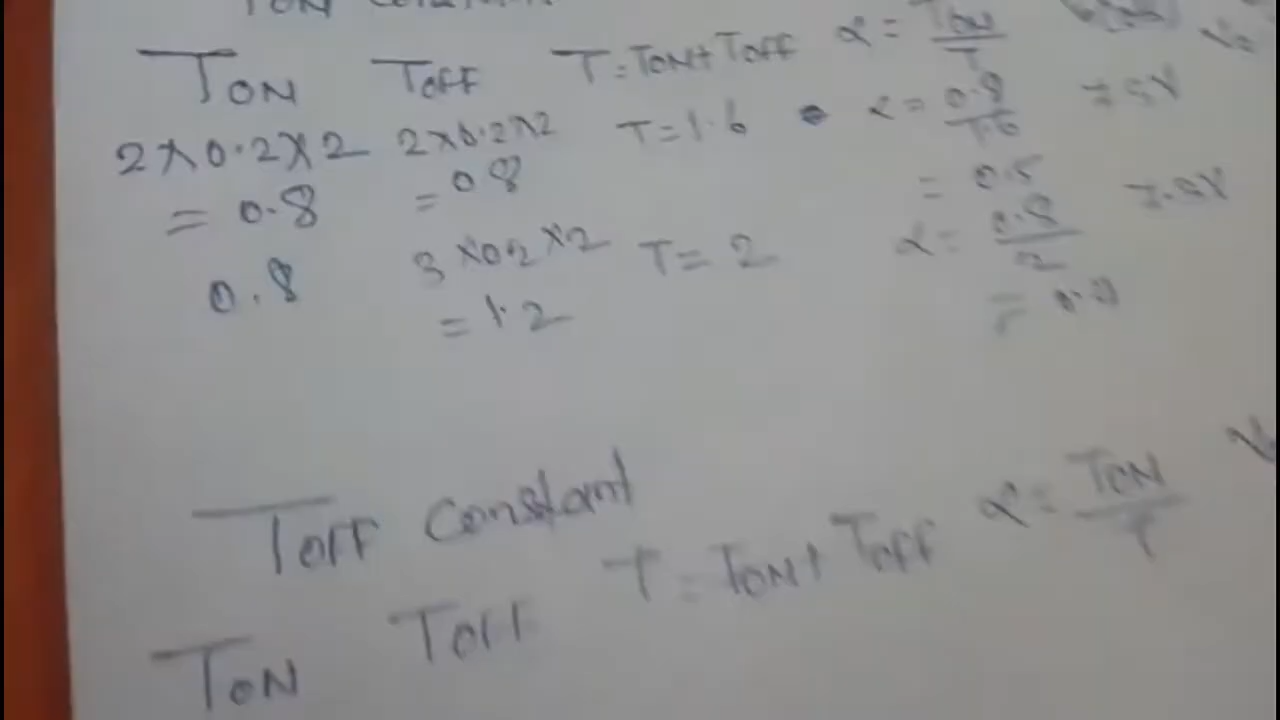 TON
TON TOFF T=TON+TOFF α=TON/T
2×0.2×2 2×0.2×2 T=1.6 α=0.8/1.6
=0.8 =0.8 =0.5
0.8 3×0.2×2 T=2 α=0.8/2
=1.2
TOFF Constant
TON TOFF T=TON+TOFF α=TON/T